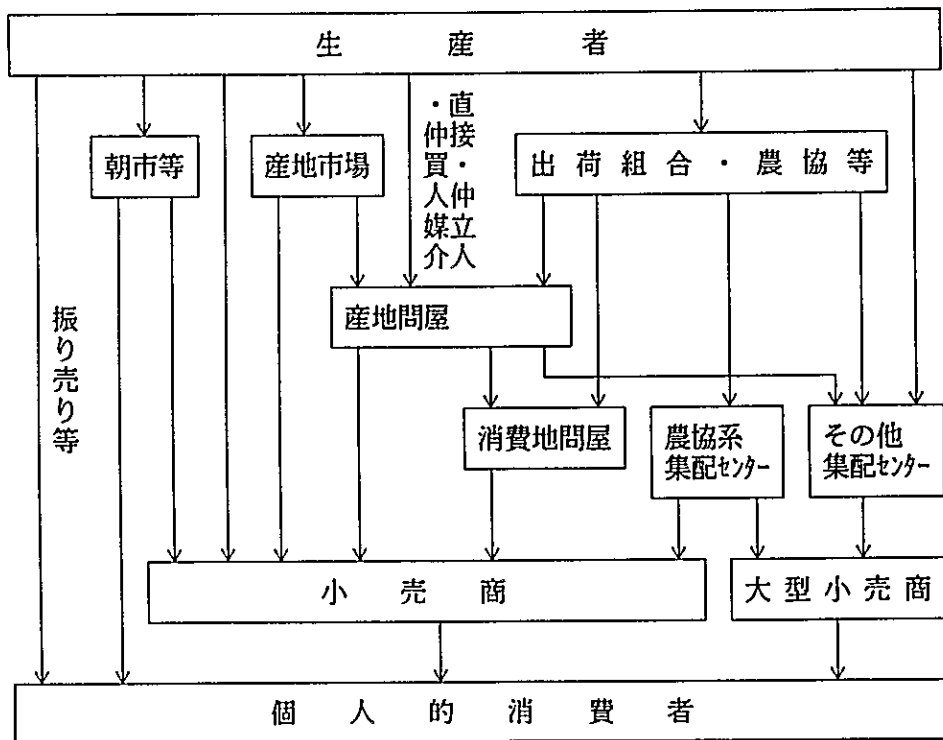 生産者
・直接・仲立人
・仲買人媒介
朝市等
産地市場
出荷組合・農協等
振り売り等
産地問屋
消費地問屋
農協系
集配センター
その他
集配センター
小売商
大型小売商
個人的消費者